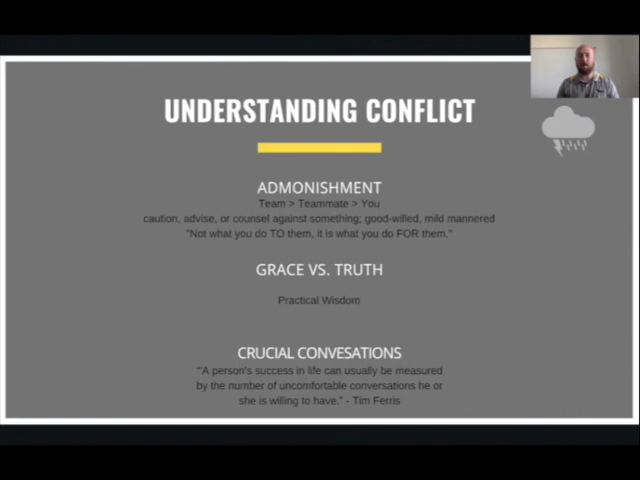 UNDERSTANDING CONFLICT
ADMONISHMENT
Team > Teammate > You
caution, advise, or counsel against something; good-willed, mild mannered
"Not what you do TO them, it is what you do FOR them."
GRACE VS. TRUTH
Practical Wisdom
CRUCIAL CONVESATIONS
"'A person's success in life can usually be measured
by the number of uncomfortable conversations he or
she is willing to have." - Tim Ferris